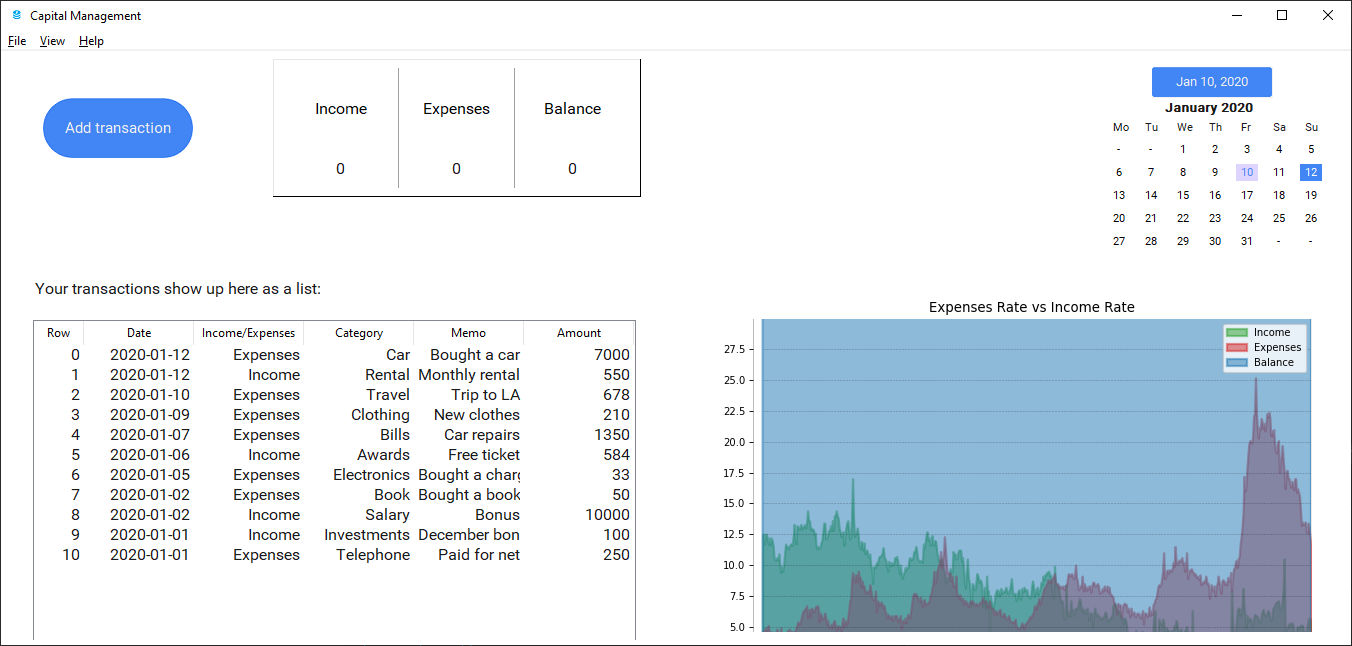 Capital Management
File View Help
Add transaction
Income Expenses Balance
0 0 0
Jan 10, 2020
January 2020
Mo Tu We Th Fr Sa Su
- - 1 2 3 4 5
6 7 8 9 10 11 12
13 14 15 16 17 18 19
20 21 22 23 24 25 26
27 28 29 30 31 - -
Your transactions show up here as a list:
Row Date Income/Expenses Category Memo Amount
0 2020-01-12 Expenses Car Bought a car 7000
1 2020-01-12 Income Rental Monthly rental 550
2 2020-01-10 Expenses Travel Trip to LA 678
3 2020-01-09 Expenses Clothing New clothes 210
4 2020-01-07 Expenses Bills Car repairs 1350
5 2020-01-06 Income Awards Free ticket 584
6 2020-01-05 Expenses Electronics Bought a charg 33
7 2020-01-02 Expenses Book Bought a book 50
8 2020-01-02 Income Salary Bonus 10000
9 2020-01-01 Income Investments December bon 100
10 2020-01-01 Expenses Telephone Paid for net 250
Expenses Rate vs Income Rate
Income
Expenses
Balance
27.5
25.0
22.5
20.0
17.5
15.0
12.5
10.0
7.5
5.0